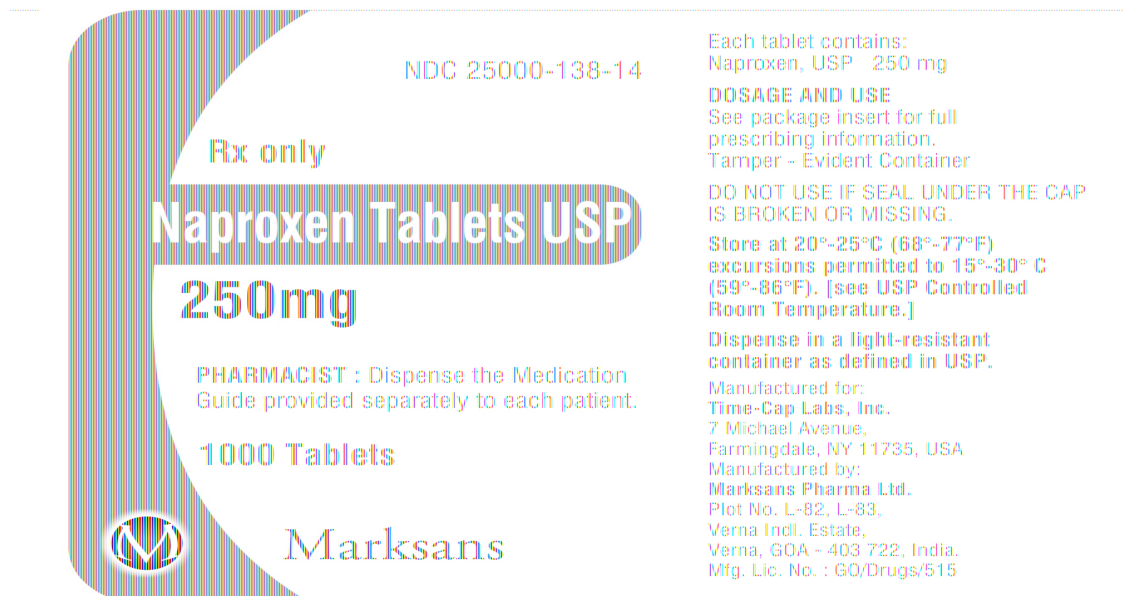 NDC 25000-138-14
Rx only
Naproxen Tablets USP
250mg
PHARMACIST : Dispense the Medication
Guide provided separately to each patient.
1000 Tablets
Marksans
Each tablet contains:
Naproxen, USP 250 mg
DOSAGE AND USE
See package insert for full
prescribing information.
Tamper - Evident Container
DO NOT USE IF SEAL UNDER THE CAP
IS BROKEN OR MISSING.
Store at 20°-25°C (68°-77°F)
excursions permitted to 15°-30° C
(59°-86°F). [see USP Controlled
Room Temperature.]
Dispense in a light-resistant
container as defined in USP.
Manufactured for:
Time-Cap Labs, Inc.
7 Michael Avenue,
Farmingdale, NY 11735, USA
Manufactured by:
Marksans Pharma Ltd.
Plot No. L-82, L-83,
Verna Indl. Estate,
Verna, GOA - 403 722, India.
Mfg. Lic. No. : GO/Drugs/515